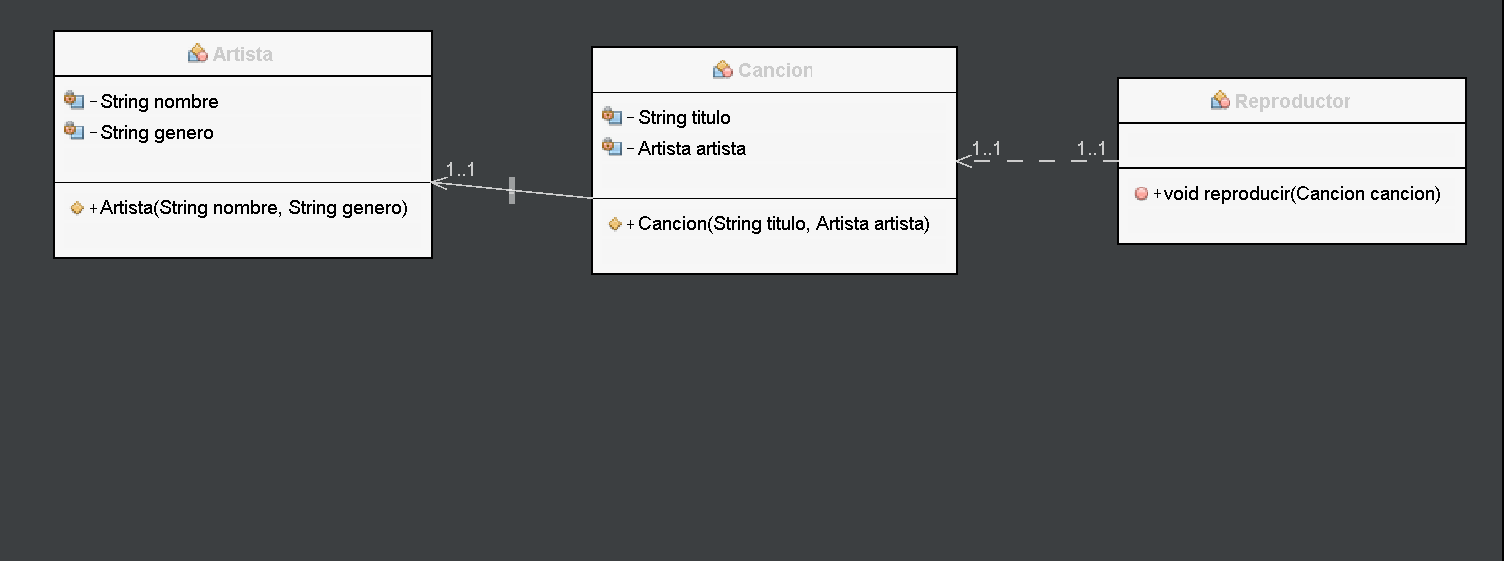 Artista
- String nombre
- String genero
+ Artista(String nombre, String genero)
1..1
Cancion
- String titulo
- Artista artista
+ Cancion(String titulo, Artista artista)
1..1
1..1
Reproductor
+ void reproducir(Cancion cancion)